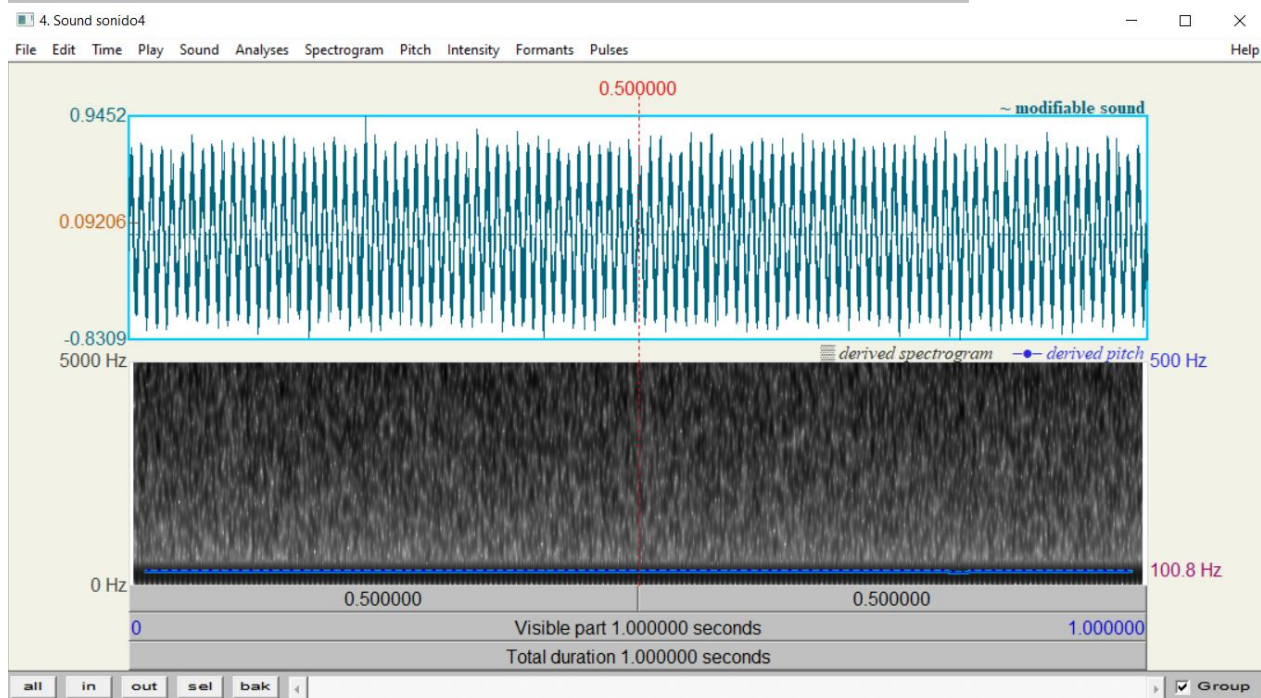 4. Sound sonido4
File Edit Time Play Sound Analyses Spectrogram Pitch Intensity Formants Pulses Help
0.500000
~ modifiable sound
0.9452
0.09206
-0.8309
derived spectrogram derived pitch
5000 Hz 500 Hz
0 Hz 100.8 Hz
0.500000 0.500000
0 Visible part 1.000000 seconds 1.000000
Total duration 1.000000 seconds
all in out sel bak Group